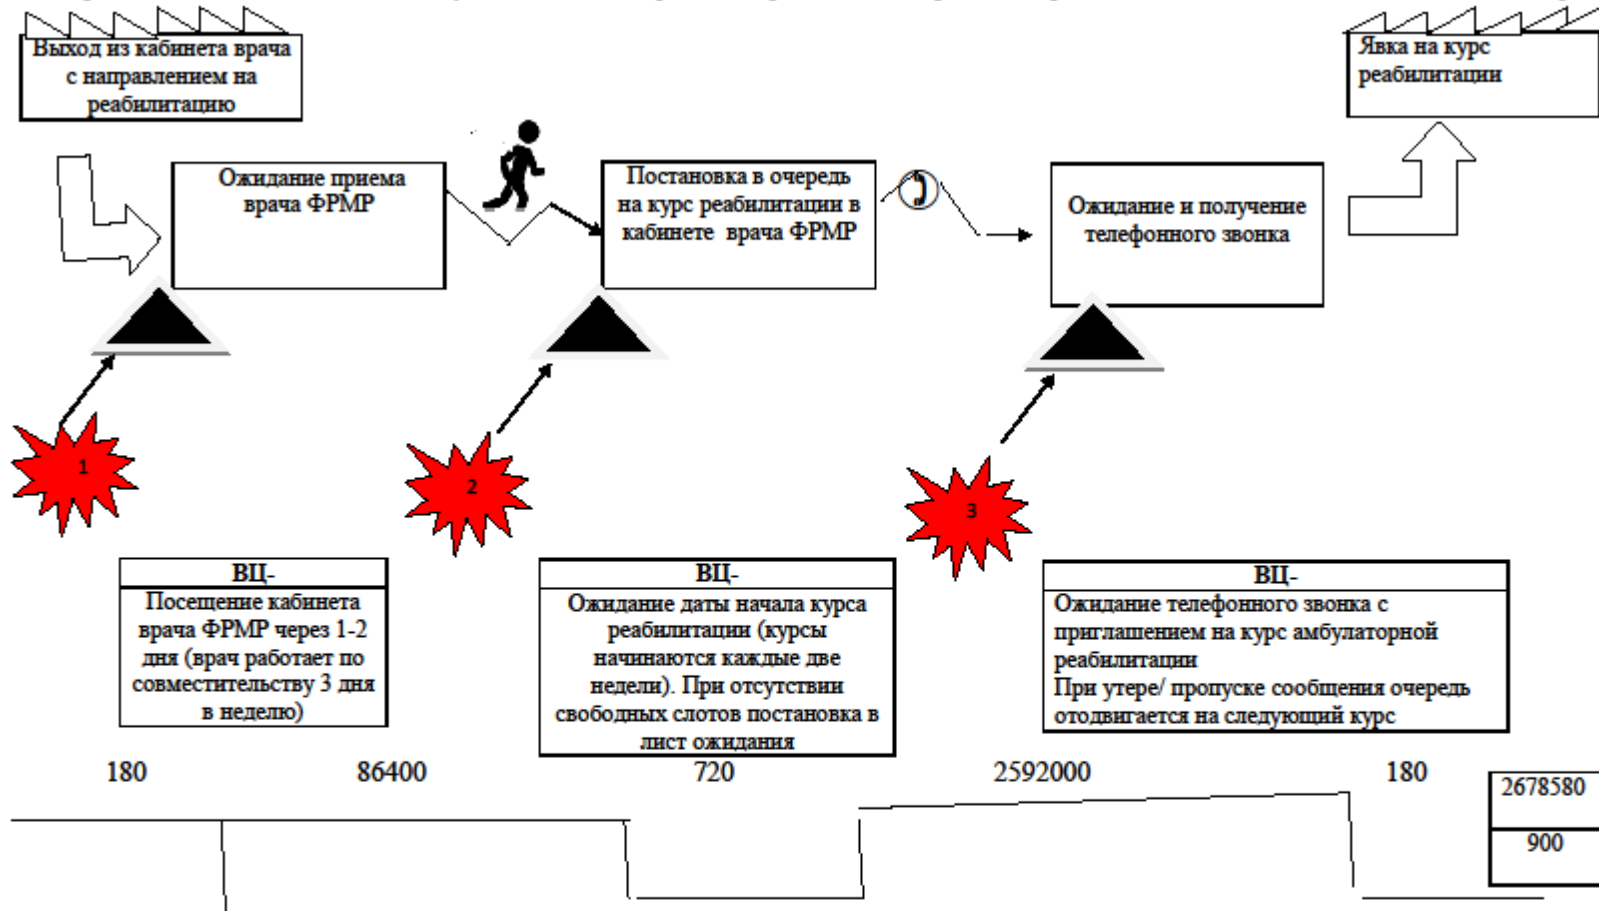 Выход из кабинета врача
с направлением на
реабилитацию
Явка на курс
реабилитации
Ожидание приема
врача ФРМР
Постановка в очередь
на курс реабилитации в
кабинете врача ФРМР
Ожидание и получение
телефонного звонка
1
2
3
ВЦ-
Посещение кабинета
врача ФРМР через 1-2
дня (врач работает по
совместительству 3 дня
в неделю)
ВЦ-
Ожидание даты начала курса
реабилитации (курсы
начинаются каждые две
недели). При отсутствии
свободных слотов постановка в
лист ожидания
ВЦ-
Ожидание телефонного звонка с
приглашением на курс амбулаторной
реабилитации
При утере/ пропуске сообщения очередь
отодвигается на следующий курс
180
86400
720
2592000
180
2678580
900